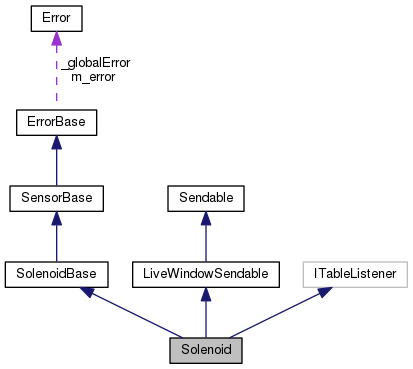 Error
_globalError
m_error
ErrorBase
SensorBase
Sendable
SolenoidBase
LiveWindowSendable
ITableListener
Solenoid